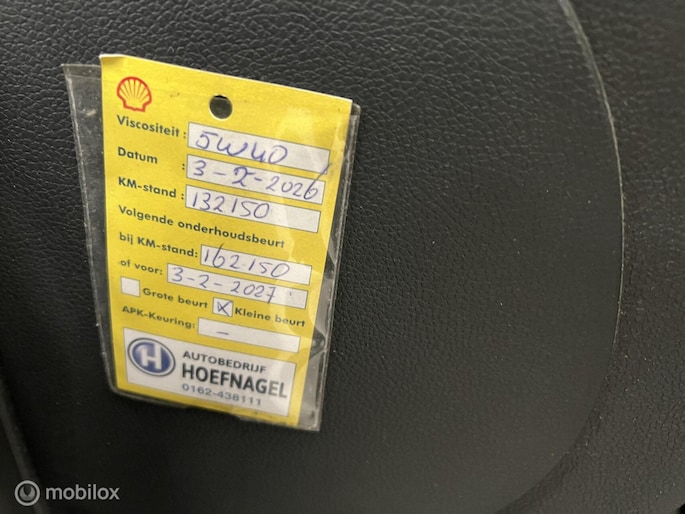 Viscositeit : 5W40
Datum : 3-2-2026
KM-stand : 132150
Volgende onderhoudsbeurt
bij KM-stand: 162150
of voor: 3-2-2027
Grote beurt X Kleine beurt
APK-Keuring: -
H AUTOBEDRIJF
HOEFNAGEL
0162-438111
mobilox